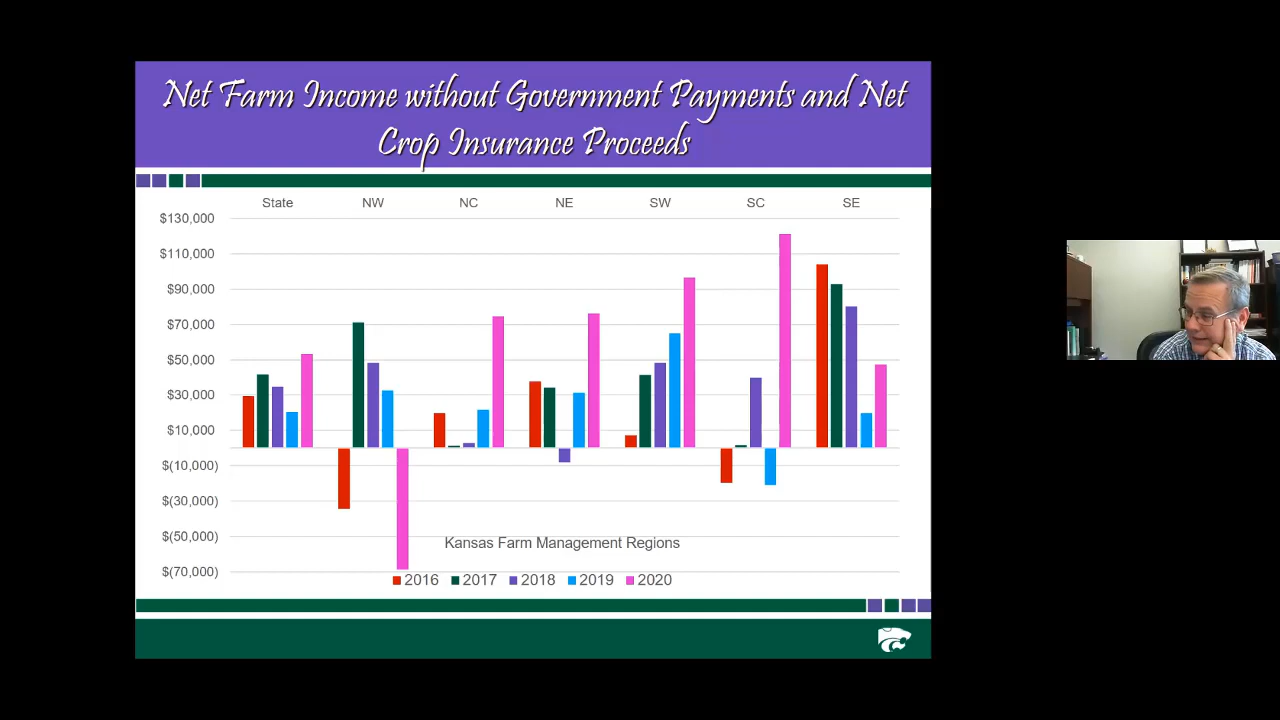 Net Farm Income without Government Payments and Net
Crop Insurance Proceeds
State NW NC NE SW SC SE
$130,000
$110,000
$90,000
$70,000
$50,000
$30,000
$10,000
$(10,000)
$(30,000)
$(50,000)
$(70,000)
Kansas Farm Management Regions
2016 2017 2018 2019 2020